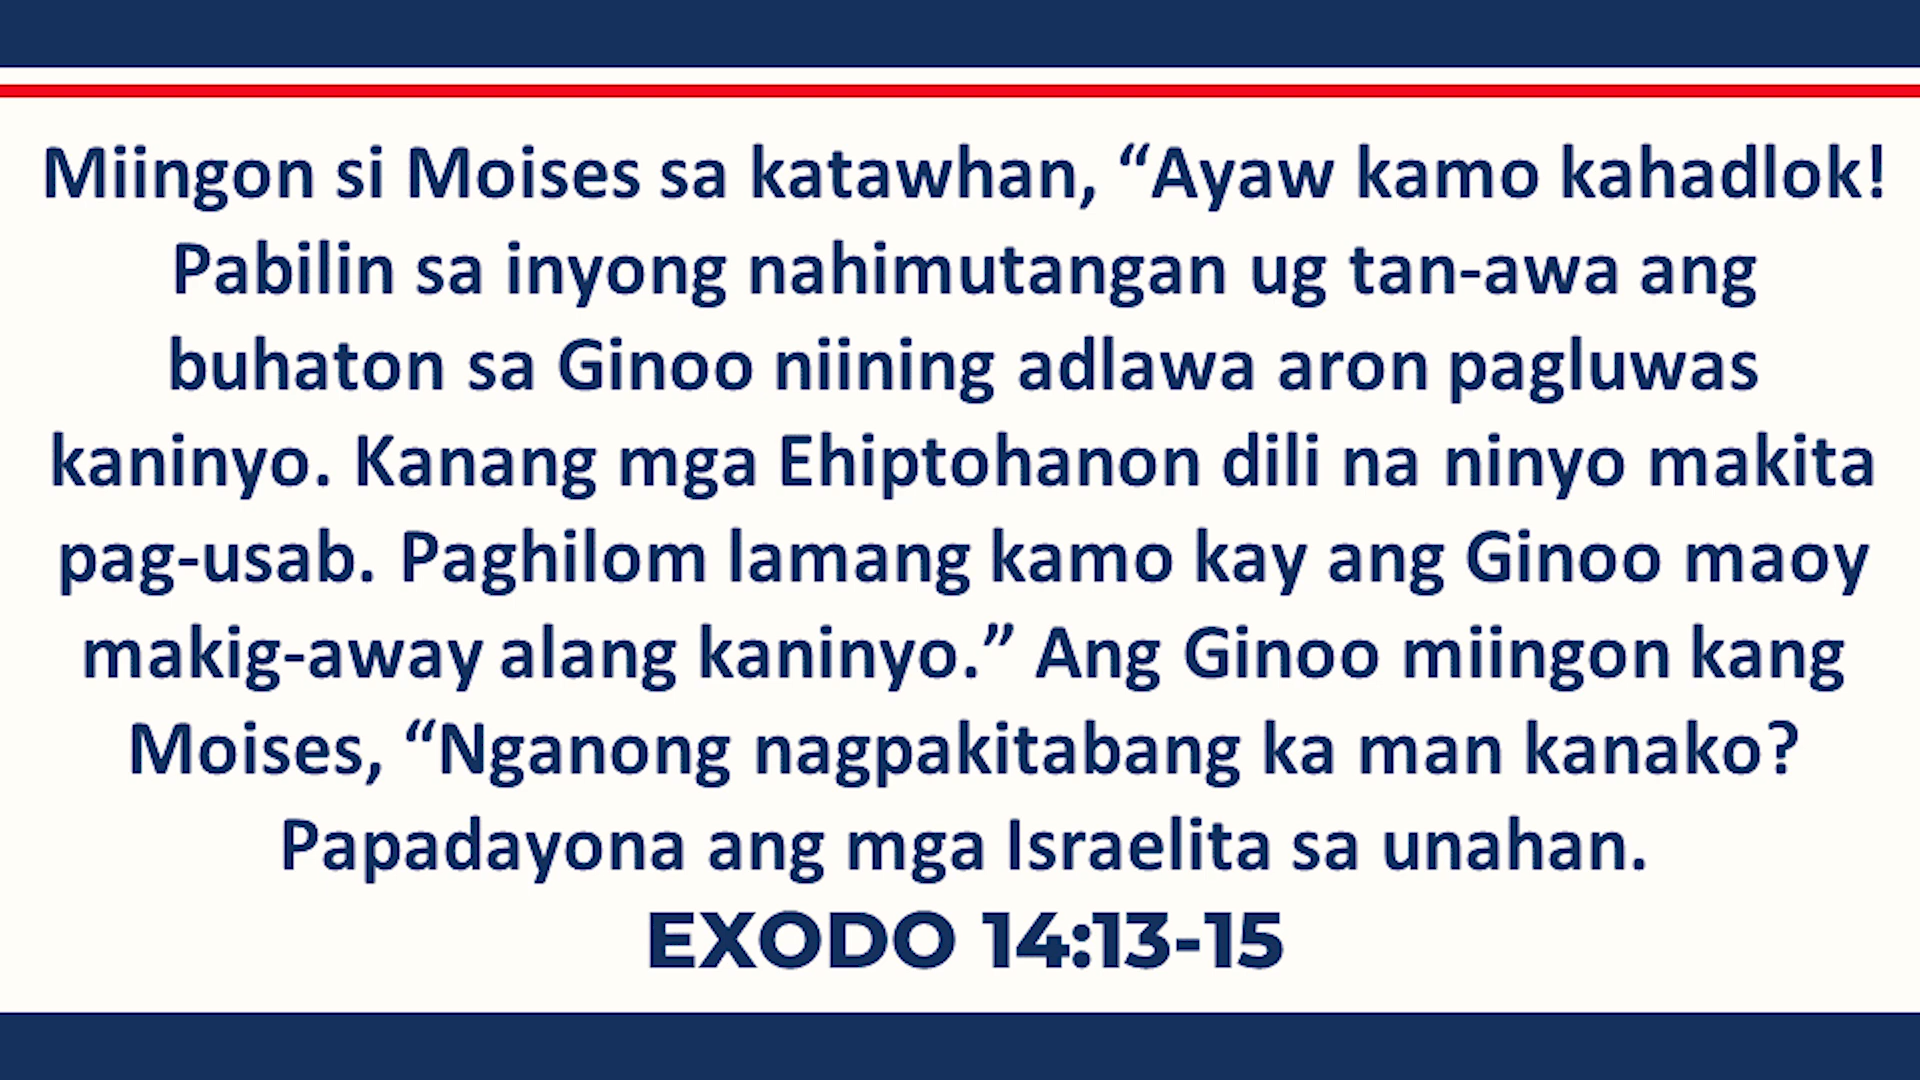 Miingon si Moises sa katawhan, “Ayaw kamo kahadlok!
Pabilin sa inyong nahimutangan ug tan-awa ang
buhaton sa Ginoo niining adlawa aron pagluwas
kaninyo. Kanang mga Ehiptohanon dili na ninyo makita
pag-usab. Paghilom lamang kamo kay ang Ginoo maoy
makig-away alang kaninyo.” Ang Ginoo miingon kang
Moises, “Nganong nagpakitabang ka man kanako?
Papadayona ang mga Israelita sa unahan.
EXODO 14:13-15